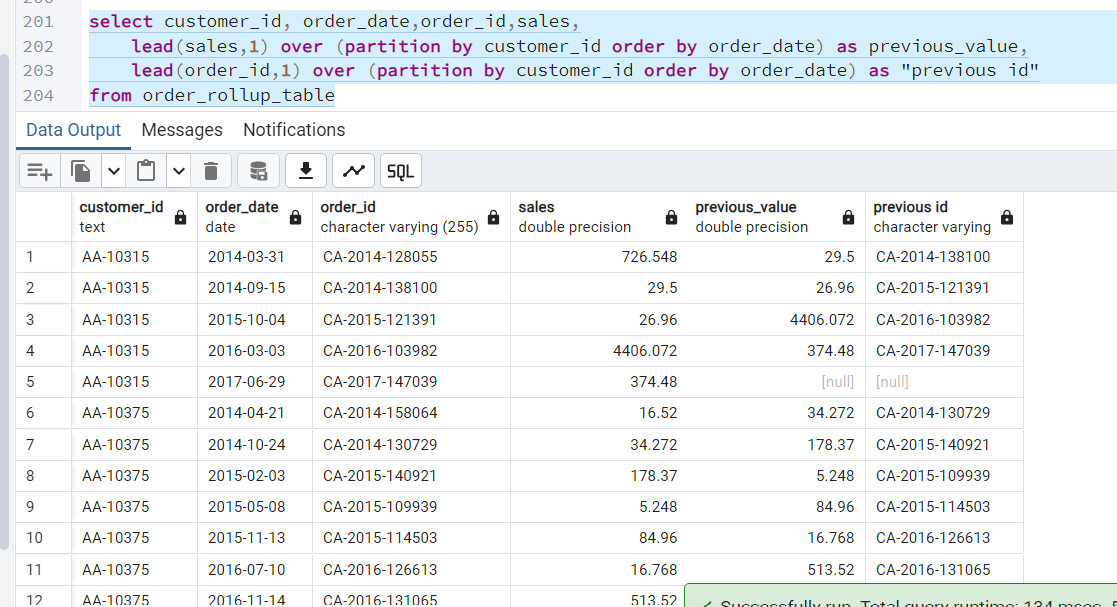 200
201 select customer_id, order_date,order_id,sales,
202 lead(sales,1) over (partition by customer_id order by order_date) as previous_value,
203 lead(order_id,1) over (partition by customer_id order by order_date) as "previous id"
204 from order_rollup_table
Data Output Messages Notifications
SQL
customer_id order_date order_id sales previous_value previous id
text date character varying (255) double precision double precision character varying
1 AA-10315 2014-03-31 CA-2014-128055 726.548 29.5 CA-2014-138100
2 AA-10315 2014-09-15 CA-2014-138100 29.5 26.96 CA-2015-121391
3 AA-10315 2015-10-04 CA-2015-121391 26.96 4406.072 CA-2016-103982
4 AA-10315 2016-03-03 CA-2016-103982 4406.072 374.48 CA-2017-147039
5 AA-10315 2017-06-29 CA-2017-147039 374.48 [null] [null]
6 AA-10375 2014-04-21 CA-2014-158064 16.52 34.272 CA-2014-130729
7 AA-10375 2014-10-24 CA-2014-130729 34.272 178.37 CA-2015-140921
8 AA-10375 2015-02-03 CA-2015-140921 178.37 5.248 CA-2015-109939
9 AA-10375 2015-05-08 CA-2015-109939 5.248 84.96 CA-2015-114503
10 AA-10375 2015-11-13 CA-2015-114503 84.96 16.768 CA-2016-126613
11 AA-10375 2016-07-10 CA-2016-126613 16.768 513.52 CA-2016-131065
12 AA-10375 2016-11-14 CA-2016-131065 513.52
Successfully run. Total query runtime: 134 msec.